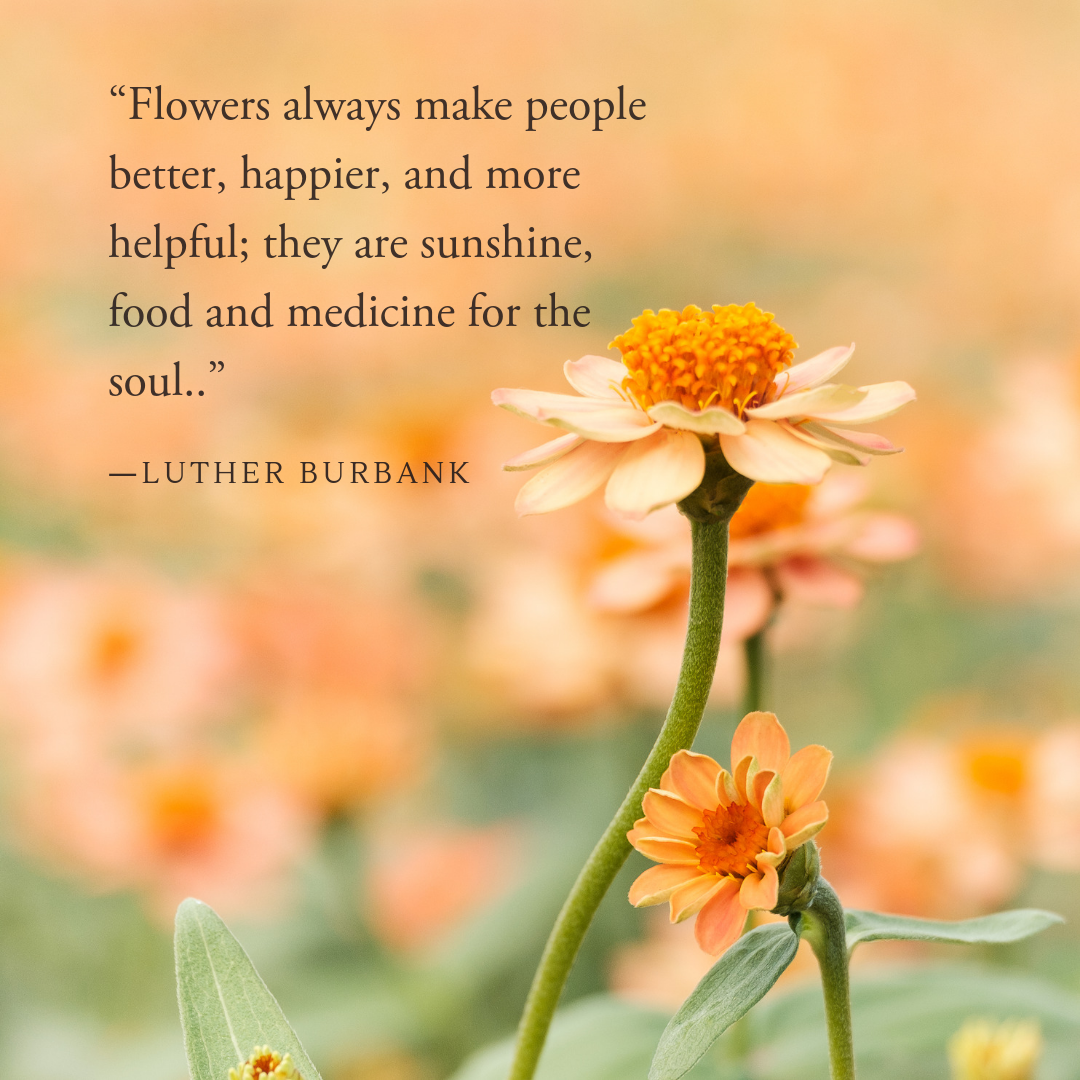 “Flowers always make people
better, happier, and more
helpful; they are sunshine,
food and medicine for the
soul..”
—LUTHER BURBANK